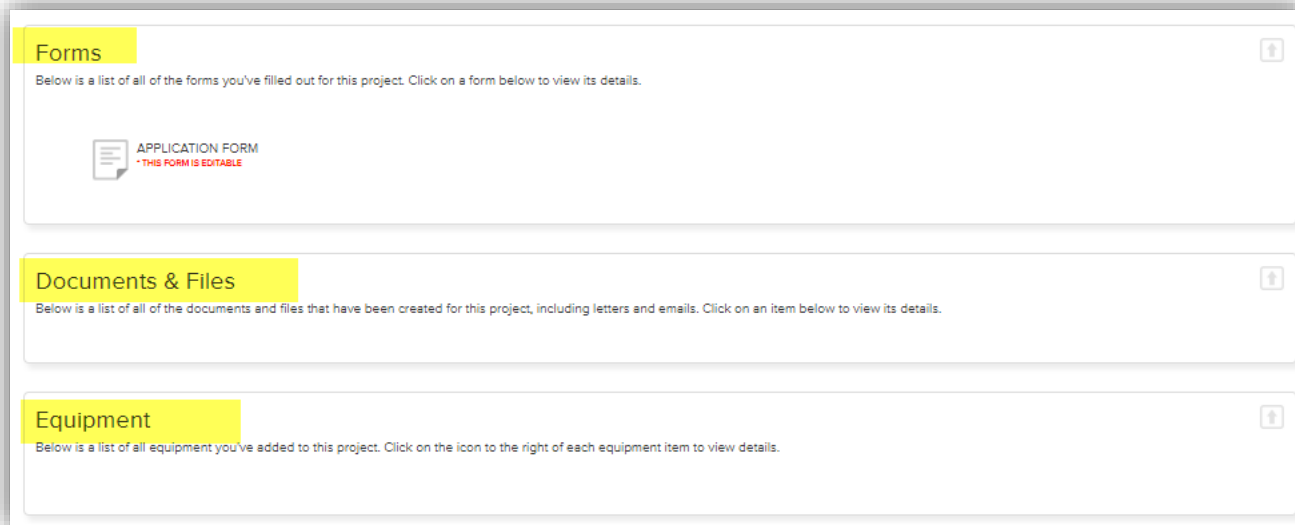 Forms
Below is a list of all of the forms you've filled out for this project. Click on a form below to view its details.
APPLICATION FORM
* THIS FORM IS EDITABLE
Documents & Files
Below is a list of all of the documents and files that have been created for this project, including letters and emails. Click on an item below to view its details.
Equipment
Below is a list of all equipment you've added to this project. Click on the icon to the right of each equipment item to view details.